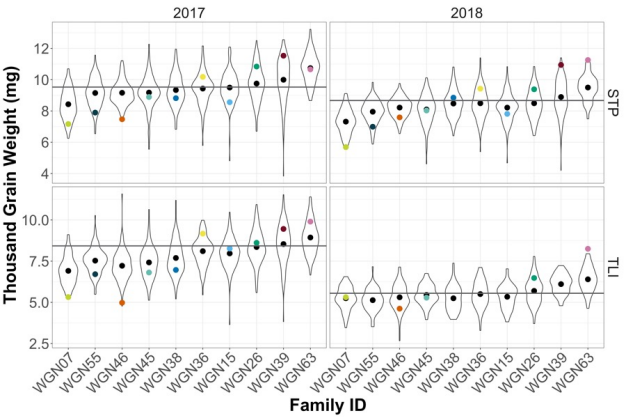 2017 2018
Thousand Grain Weight (mg)
12
10
8
6
4
STP
10.0
7.5
5.0
2.5
TLI
WGN07 WGN55 WGN46 WGN45 WGN38 WGN36 WGN15 WGN26 WGN39 WGN63 WGN07 WGN55 WGN46 WGN45 WGN38 WGN36 WGN15 WGN26 WGN39 WGN63
Family ID